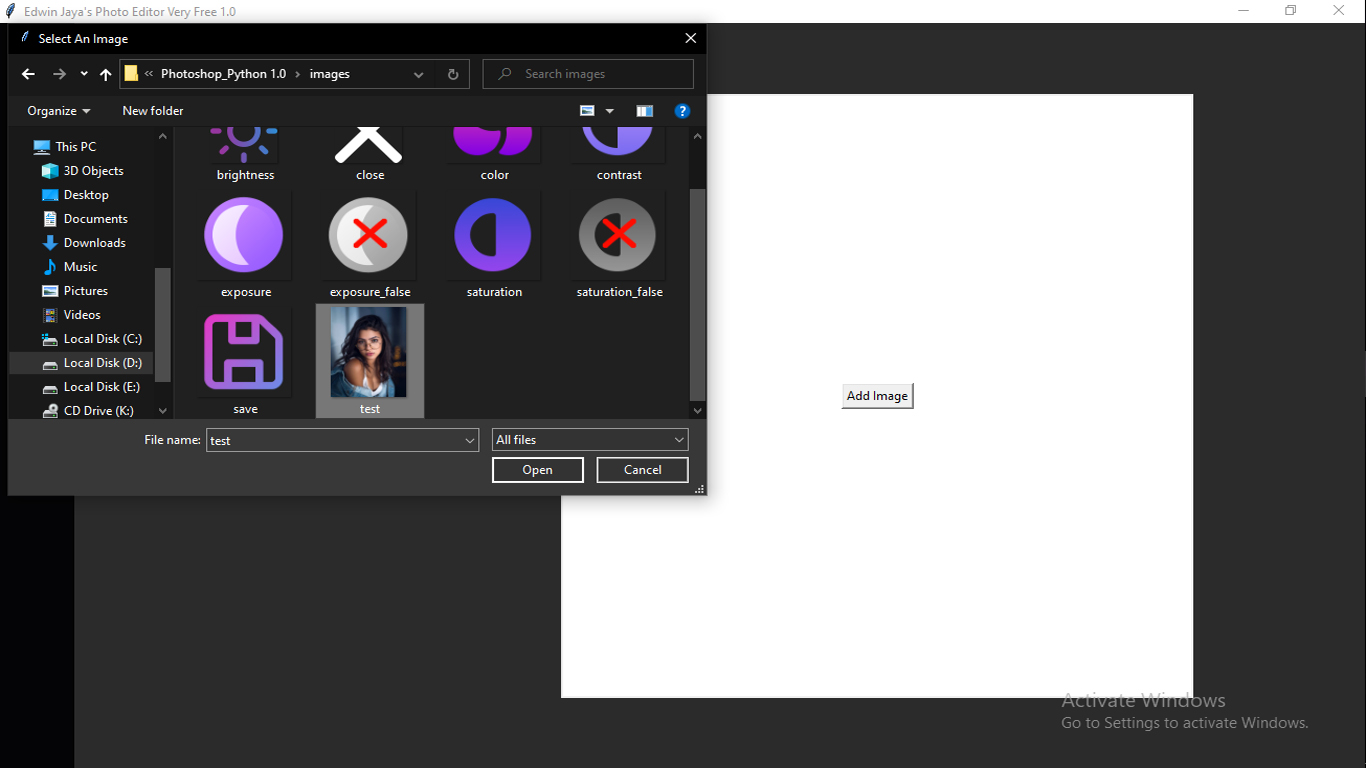 Edwin Jaya's Photo Editor Very Free 1.0
Select An Image
« Photoshop_Python 1.0 › images
Search images
Organize
New folder
This PC
3D Objects
Desktop
Documents
Downloads
Music
Pictures
Videos
Local Disk (C:)
Local Disk (D:)
Local Disk (E:)
CD Drive (K:)
brightness
close
color
contrast
exposure
exposure_false
saturation
saturation_false
save
test
File name: test
All files
Open
Cancel
Add Image
Activate Windows
Go to Settings to activate Windows.